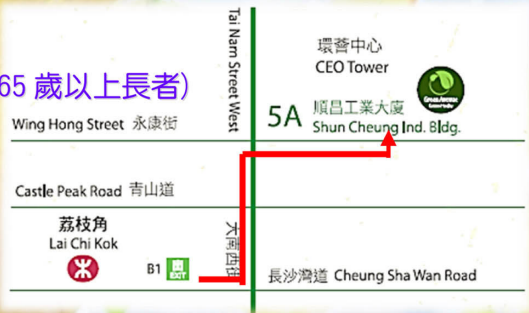 65 歲以上長者)
Tai Nam Street West
環薈中心
CEO Tower
5A 順昌工業大廈
Shun Cheung Ind. Bldg.
Wing Hong Street 永康街
Castle Peak Road 青山道
荔枝角
Lai Chi Kok
B1 EXIT
大南西街
長沙灣道 Cheung Sha Wan Road